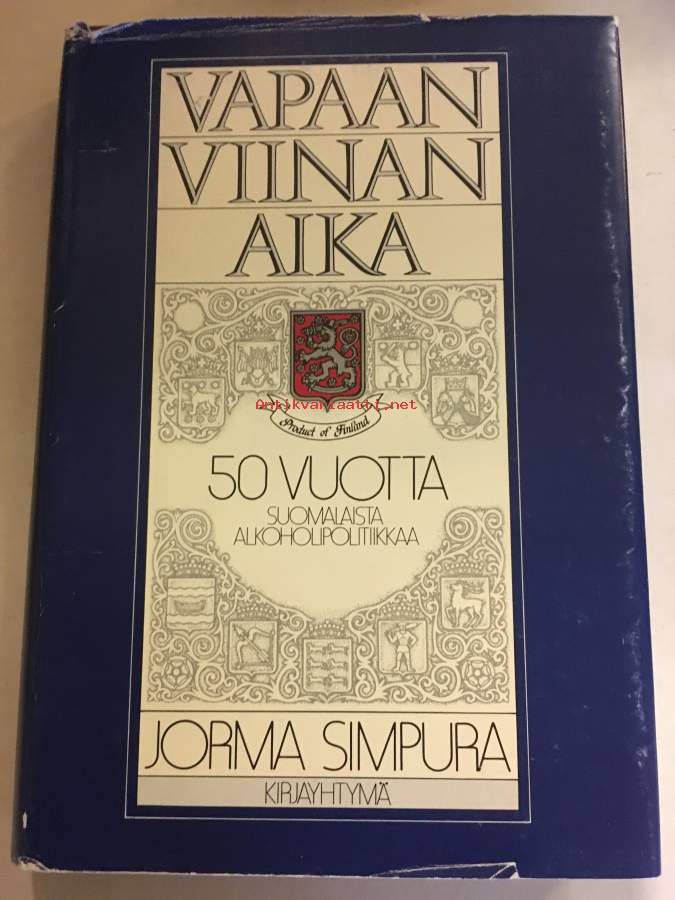 VAPAAN
VIINAN
AIKA
Antikvariaatti.net
Product of Finland
50 VUOTTA
SUOMALAISTA
ALKOHOLIPOLITIIKKAA
JORMA SIMPURA
KIRJAYHTYMÄ